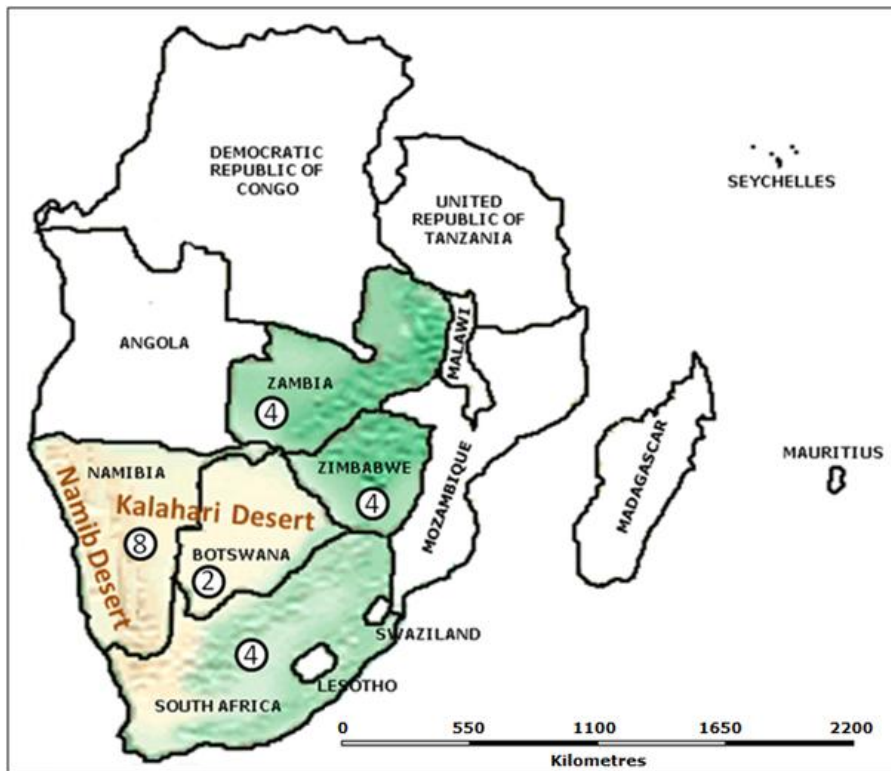 DEMOCRATIC
REPUBLIC OF
CONGO
SEYCHELLES
UNITED
REPUBLIC OF
TANZANIA
ANGOLA
MALAWI
ZAMBIA
4
NAMIBIA
ZIMBABWE
4
MOZAMBIQUE
MADAGASCAR
MAURITIUS
Namib Desert
Kalahari Desert
8
BOTSWANA
2
SWAZILAND
4
LESOTHO
SOUTH AFRICA
0 550 1100 1650 2200
Kilometres